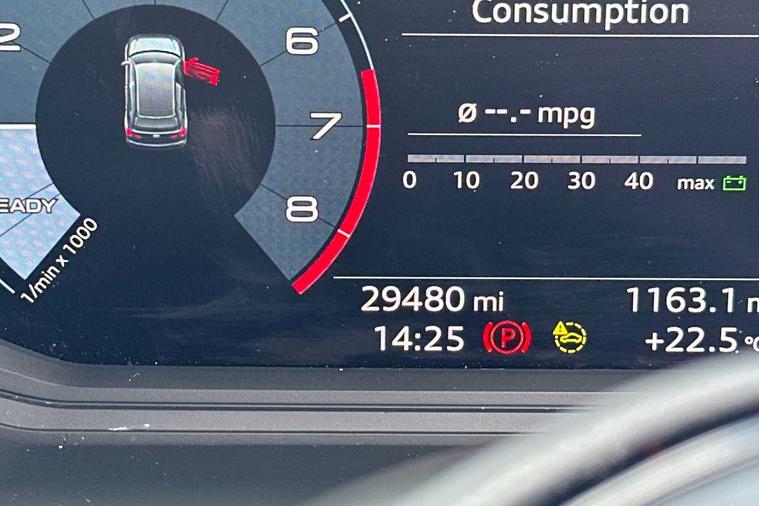 Consumption
2
6
ø --.- mpg
7
0 10 20 30 40 max
8
1/min x 1000
29480 mi
1163.1
14:25
P
+22.5